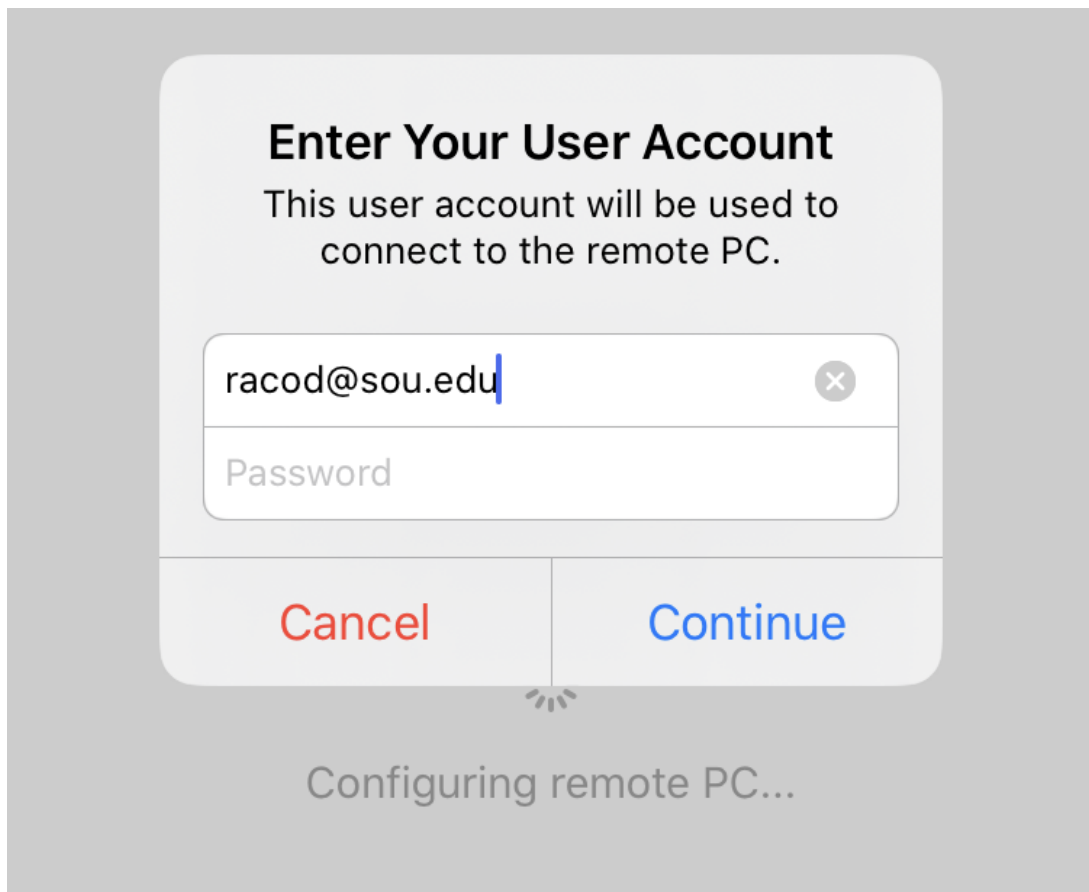 Enter Your User Account
This user account will be used to
connect to the remote PC.
racod@sou.edu
Password
Cancel
Continue
Configuring remote PC...